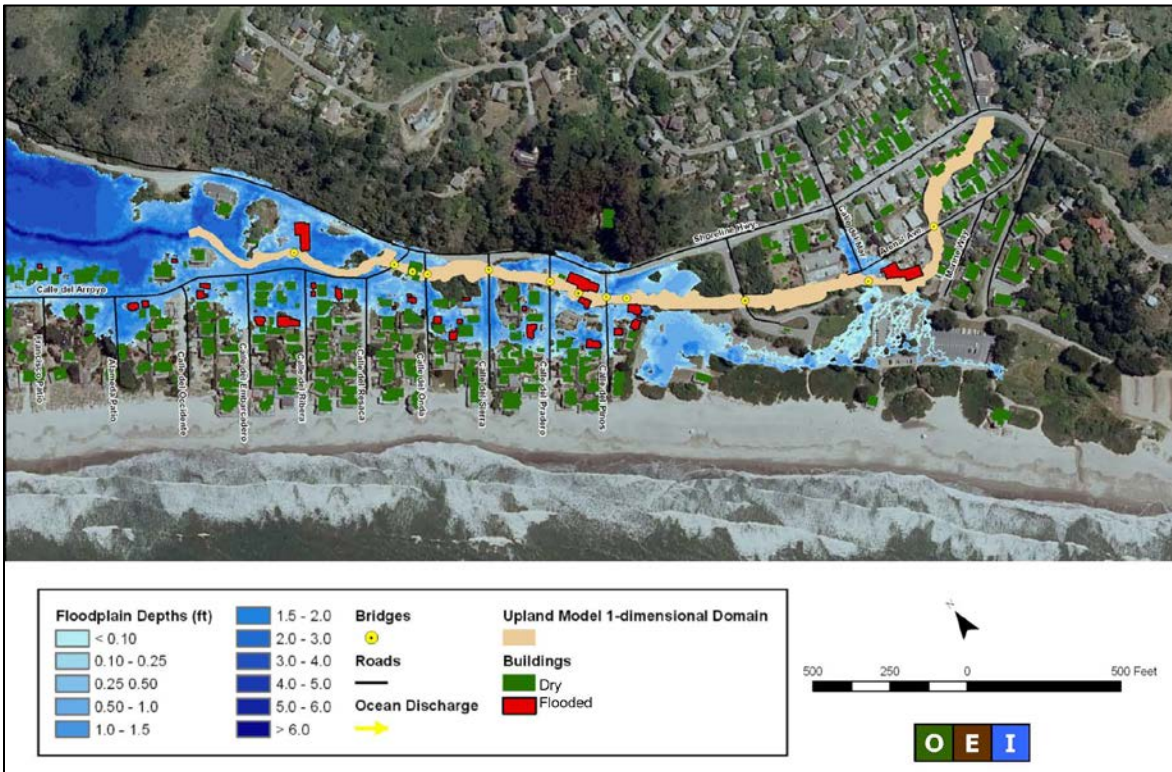 Shoreline Hwy
Calle del Mar
Arenal Ave
Marine Way
Calle del Arroyo
Francisco Patio
Alameda Patio
Calle del Occidente
Calle del Embarcadero
Calle del Ribera
Calle del Resaca
Calle del Onda
Calle del Sierra
Calle del Pradero
Calle del Pinos
Floodplain Depths (ft)
< 0.10
0.10 - 0.25
0.25 0.50
0.50 - 1.0
1.0 - 1.5
1.5 - 2.0
2.0 - 3.0
3.0 - 4.0
4.0 - 5.0
5.0 - 6.0
> 6.0
Bridges
Roads
Ocean Discharge
Upland Model 1-dimensional Domain
Buildings
Dry
Flooded
N
500 250 0 500 Feet
O E I